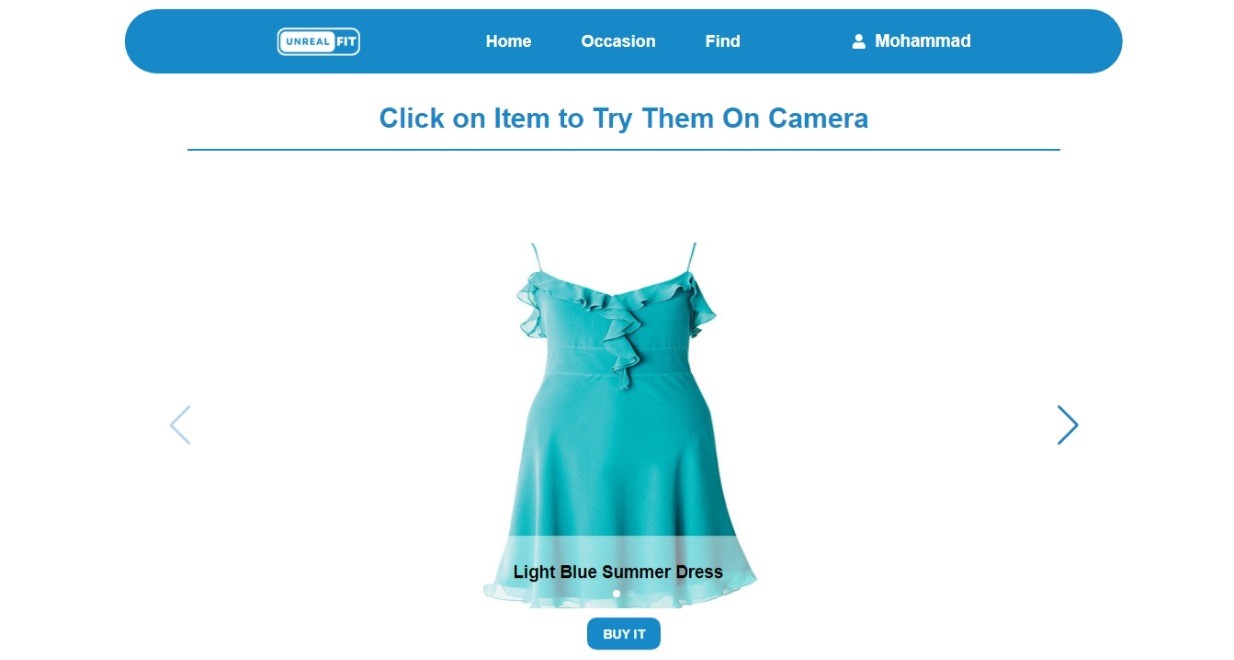 UNREAL FIT
Home Occasion Find Mohammad
Click on Item to Try Them On Camera
Light Blue Summer Dress
BUY IT